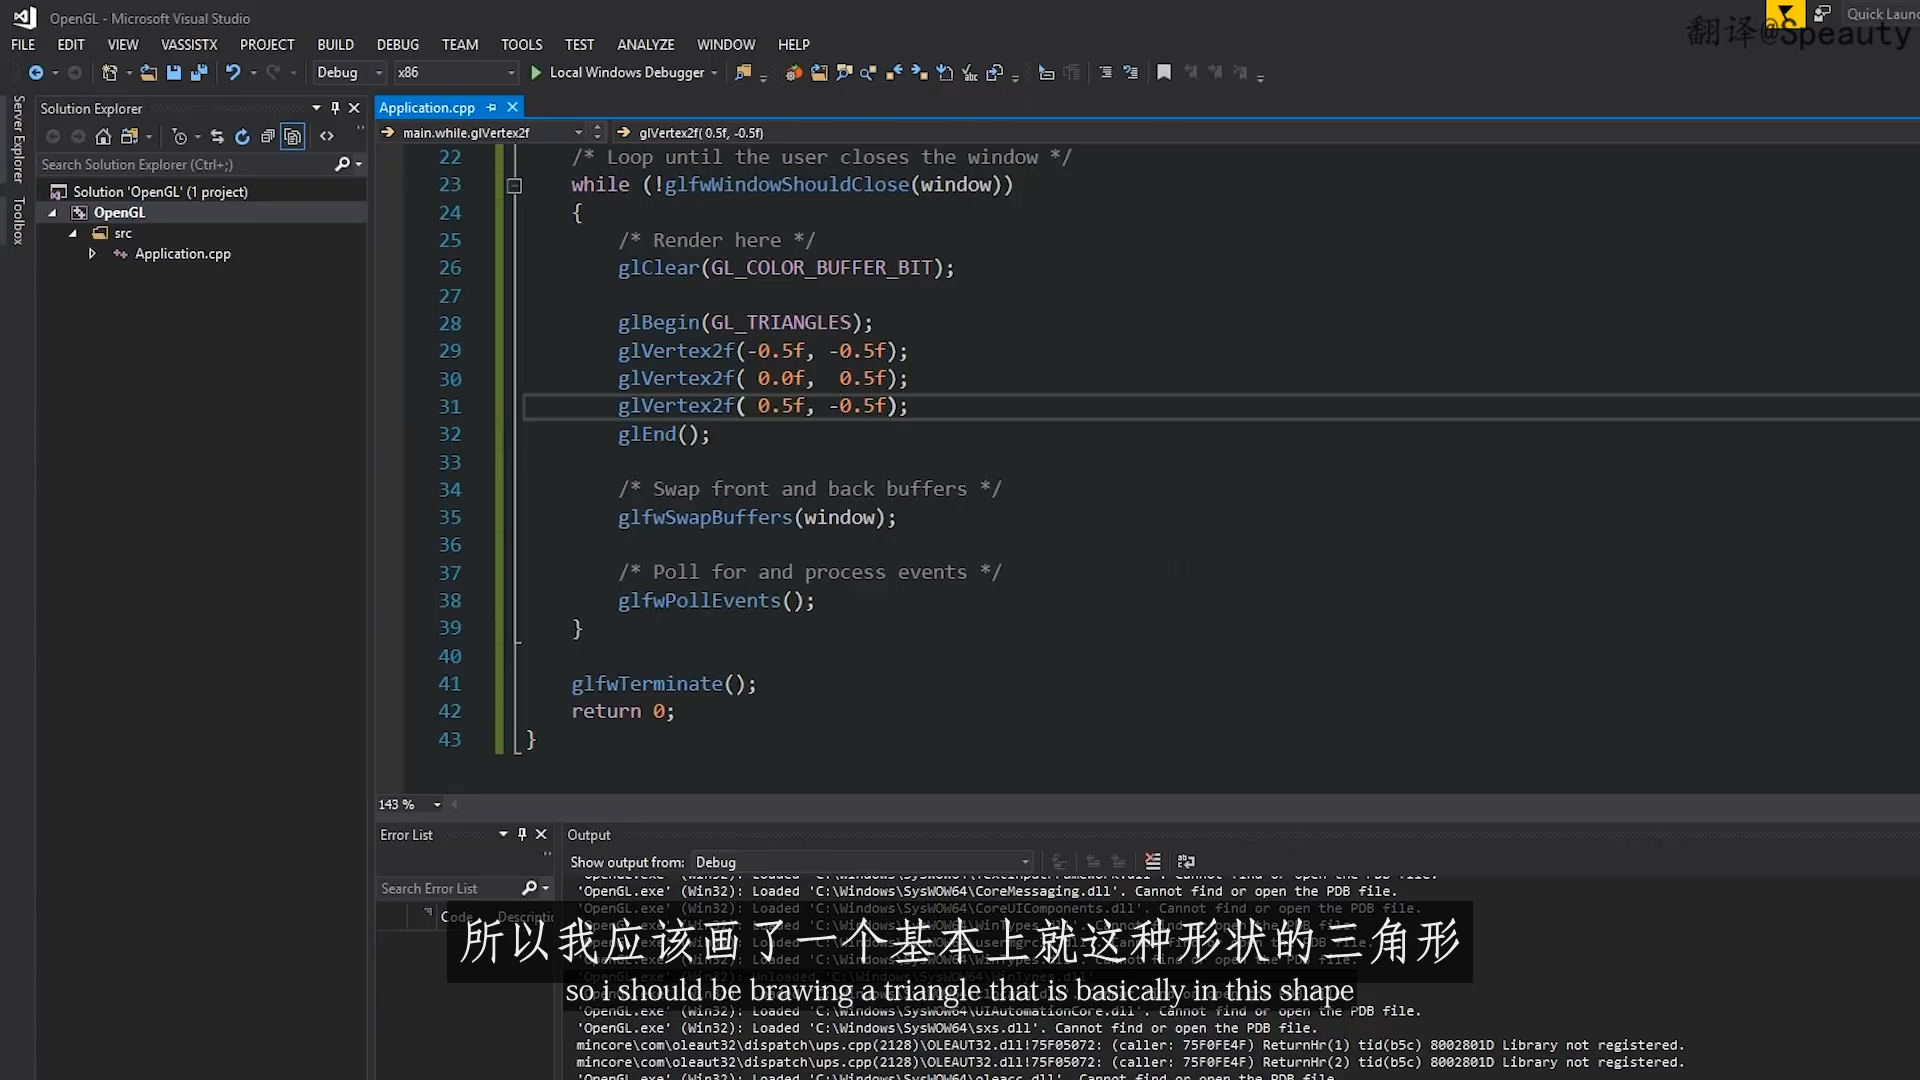 OpenGL - Microsoft Visual Studio
Quick Laun
翻译@Speauty
FILE EDIT VIEW VASSISTX PROJECT BUILD DEBUG TEAM TOOLS TEST ANALYZE WINDOW HELP
Debug x86 Local Windows Debugger
Server Explorer
Toolbox
Solution Explorer
Search Solution Explorer (Ctrl+;)
Solution 'OpenGL' (1 project)
OpenGL
src
Application.cpp
Application.cpp
main.while.glVertex2f glVertex2f( 0.5f, -0.5f)
22 /* Loop until the user closes the window */
23 while (!glfwWindowShouldClose(window))
24 {
25 /* Render here */
26 glClear(GL_COLOR_BUFFER_BIT);
27
28 glBegin(GL_TRIANGLES);
29 glVertex2f(-0.5f, -0.5f);
30 glVertex2f( 0.0f,  0.5f);
31 glVertex2f( 0.5f, -0.5f);
32 glEnd();
33
34 /* Swap front and back buffers */
35 glfwSwapBuffers(window);
36
37 /* Poll for and process events */
38 glfwPollEvents();
39 }
40
41 glfwTerminate();
42 return 0;
43 }
143 %
Error List
Search Error List
Code Descriptio
Output
Show output from: Debug
'OpenGL.exe' (Win32): Loaded 'C:\Windows\SysWOW64\CoreMessaging.dll'. Cannot find or open the PDB file.
'OpenGL.exe' (Win32): Loaded 'C:\Windows\SysWOW64\CoreUIComponents.dll'. Cannot find or open the PDB file.
所以我应该画了一个基本上就这种形状的三角形
so i should be brawing a triangle that is basically in this shape
'OpenGL.exe' (Win32): Loaded 'C:\Windows\SysWOW64\UIAutomationCore.dll'. Cannot find or open the PDB file.
'OpenGL.exe' (Win32): Loaded 'C:\Windows\SysWOW64\sxs.dll'. Cannot find or open the PDB file.
mincore\com\oleaut32\dispatch\ups.cpp(2128)\OLEAUT32.dll!75F05072: (caller: 75F0FE4F) ReturnHr(1) tid(b5c) 8002801D Library not registered.
mincore\com\oleaut32\dispatch\ups.cpp(2128)\OLEAUT32.dll!75F05072: (caller: 75F0FE4F) ReturnHr(2) tid(b5c) 8002801D Library not registered.